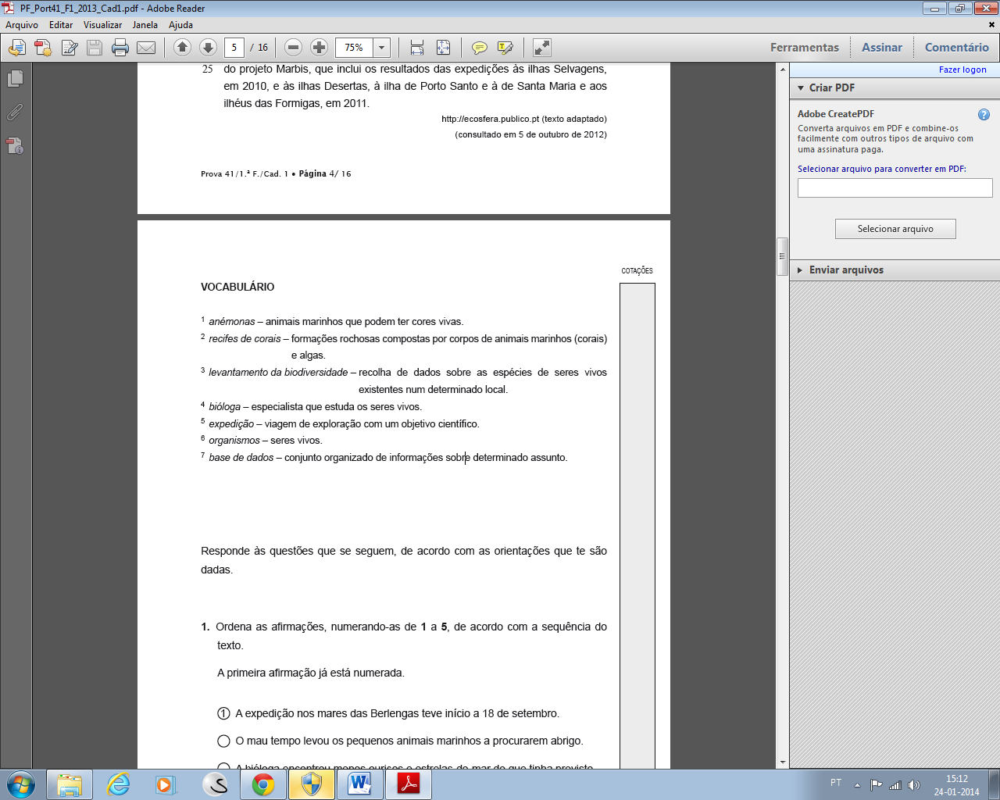 PF_Port41_F1_2013_Cad1.pdf - Adobe Reader
Arquivo Editar Visualizar Janela Ajuda
5 / 16 75% Ferramentas Assinar Comentário
25 do projeto Marbis, que inclui os resultados das expedições às ilhas Selvagens,
em 2010, e às ilhas Desertas, à ilha de Porto Santo e à de Santa Maria e aos
ilhéus das Formigas, em 2011.
http://ecosfera.publico.pt (texto adaptado)
(consultado em 5 de outubro de 2012)
Prova 41/1.ª F./Cad. 1 • Página 4/ 16
COTAÇÕES
VOCABULÁRIO
1 anémonas – animais marinhos que podem ter cores vivas.
2 recifes de corais – formações rochosas compostas por corpos de animais marinhos (corais)
e algas.
3 levantamento da biodiversidade – recolha de dados sobre as espécies de seres vivos
existentes num determinado local.
4 bióloga – especialista que estuda os seres vivos.
5 expedição – viagem de exploração com um objetivo científico.
6 organismos – seres vivos.
7 base de dados – conjunto organizado de informações sobre determinado assunto.
Responde às questões que se seguem, de acordo com as orientações que te são
dadas.
1. Ordena as afirmações, numerando-as de 1 a 5, de acordo com a sequência do
texto.
A primeira afirmação já está numerada.
1 A expedição nos mares das Berlengas teve início a 18 de setembro.
O mau tempo levou os pequenos animais marinhos a procurarem abrigo.
A bióloga encontrou menos ouriços e estrelas-do-mar do que tinha previsto.
Fazer logon
Criar PDF
Adobe CreatePDF
Converta arquivos em PDF e combine-os
facilmente com outros tipos de arquivo com
uma assinatura paga.
Selecionar arquivo para converter em PDF:
Selecionar arquivo
Enviar arquivos
PT
15:12
24-01-2014